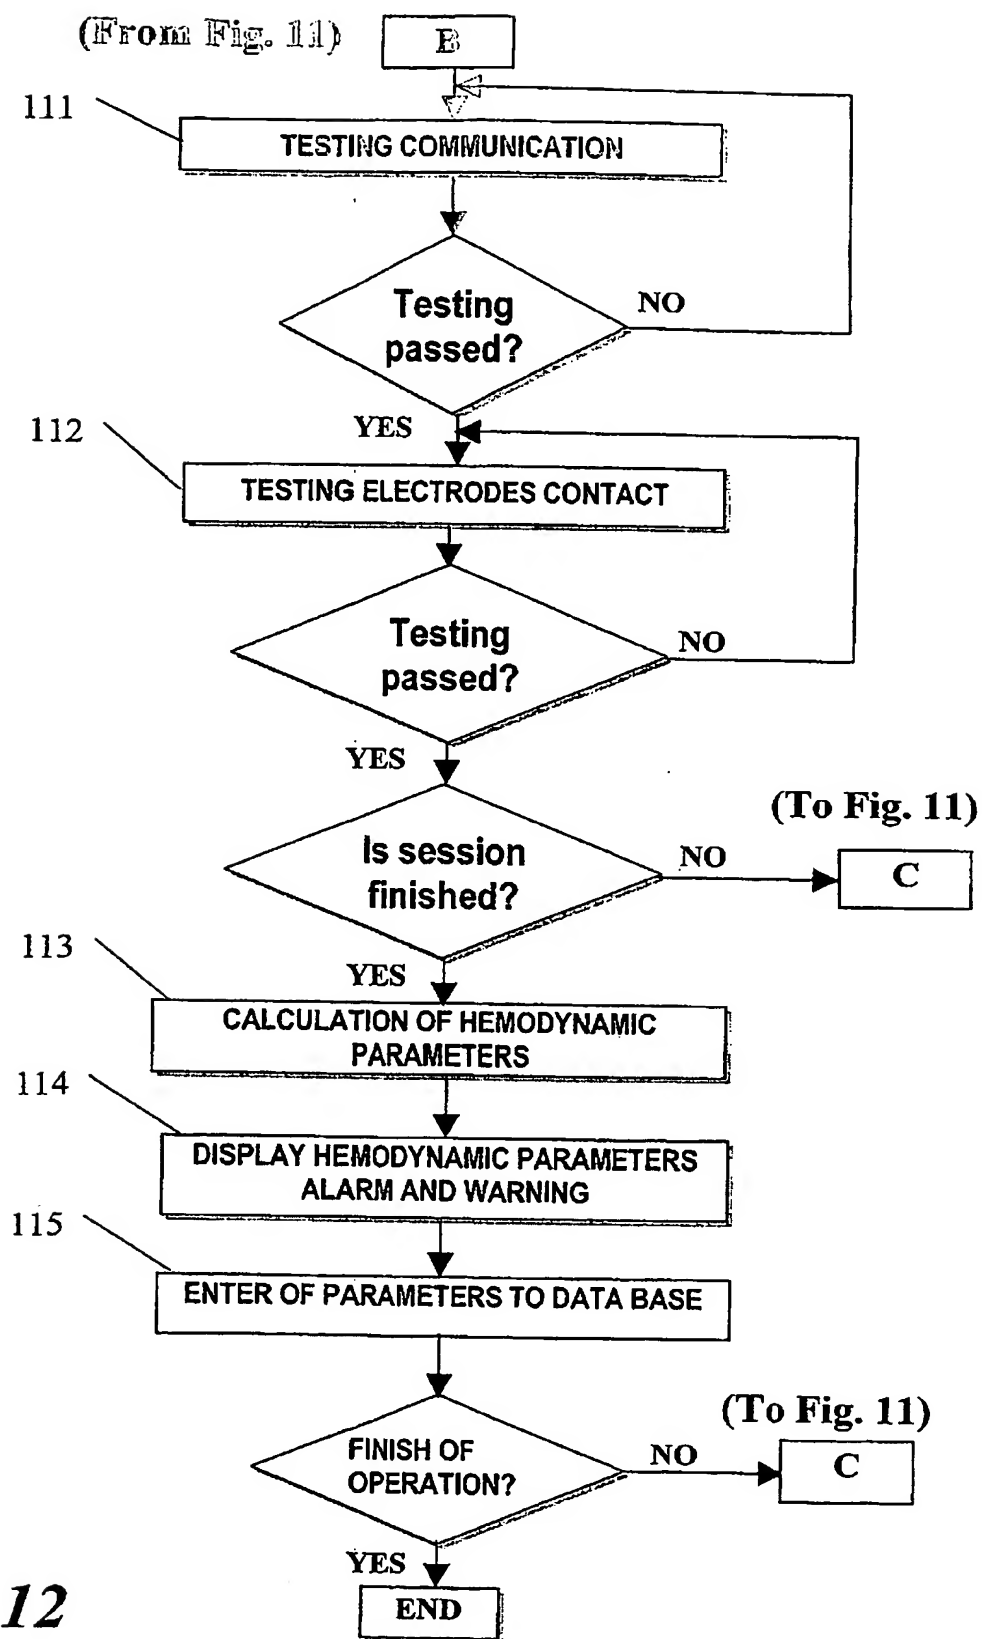 (From Fig. 11)
B
111
TESTING COMMUNICATION
Testing
passed?
NO
YES
112
TESTING ELECTRODES CONTACT
Testing
passed?
NO
YES
(To Fig. 11)
Is session
finished?
NO
C
YES
113
CALCULATION OF HEMODYNAMIC
PARAMETERS
114
DISPLAY HEMODYNAMIC PARAMETERS
ALARM AND WARNING
115
ENTER OF PARAMETERS TO DATA BASE
(To Fig. 11)
FINISH OF
OPERATION?
NO
C
YES
END
12